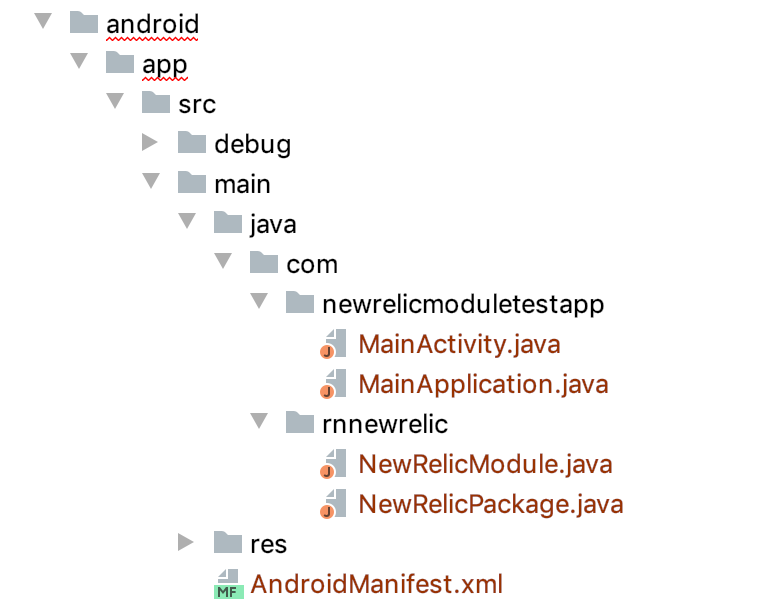 android
app
src
debug
main
java
com
newrelicmoduletestapp
J MainActivity.java
J MainApplication.java
rnnewrelic
J NewRelicModule.java
J NewRelicPackage.java
res
MF AndroidManifest.xml